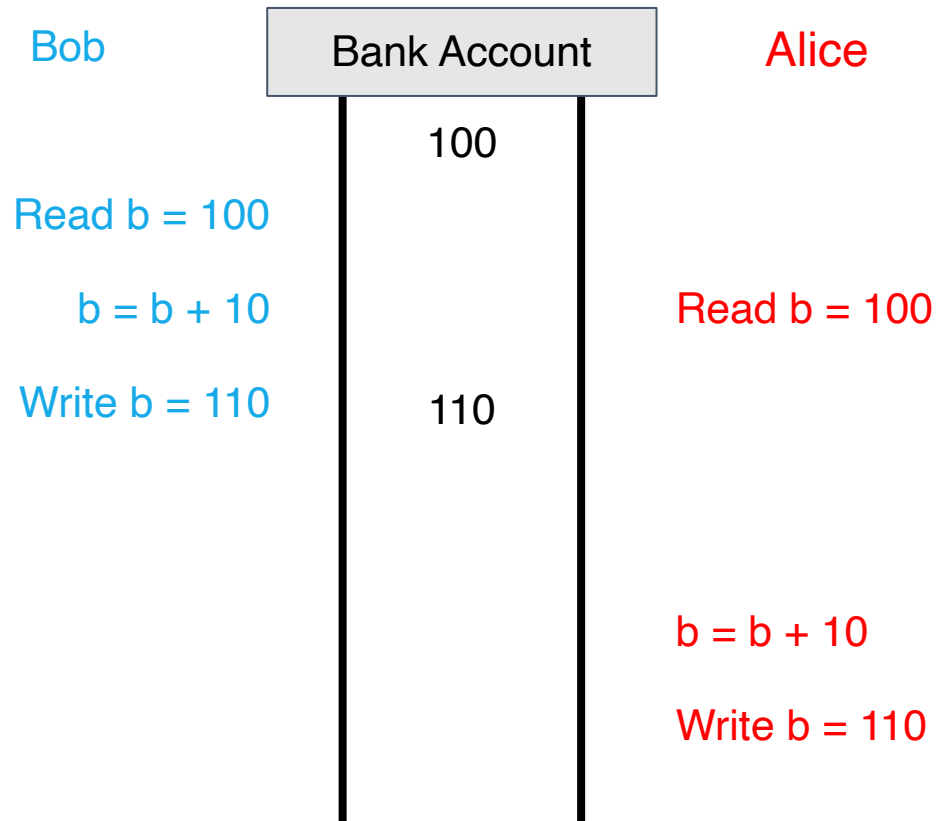 Bob
Bank Account
Alice
100
Read b = 100
b = b + 10
Read b = 100
Write b = 110
110
b = b + 10
Write b = 110